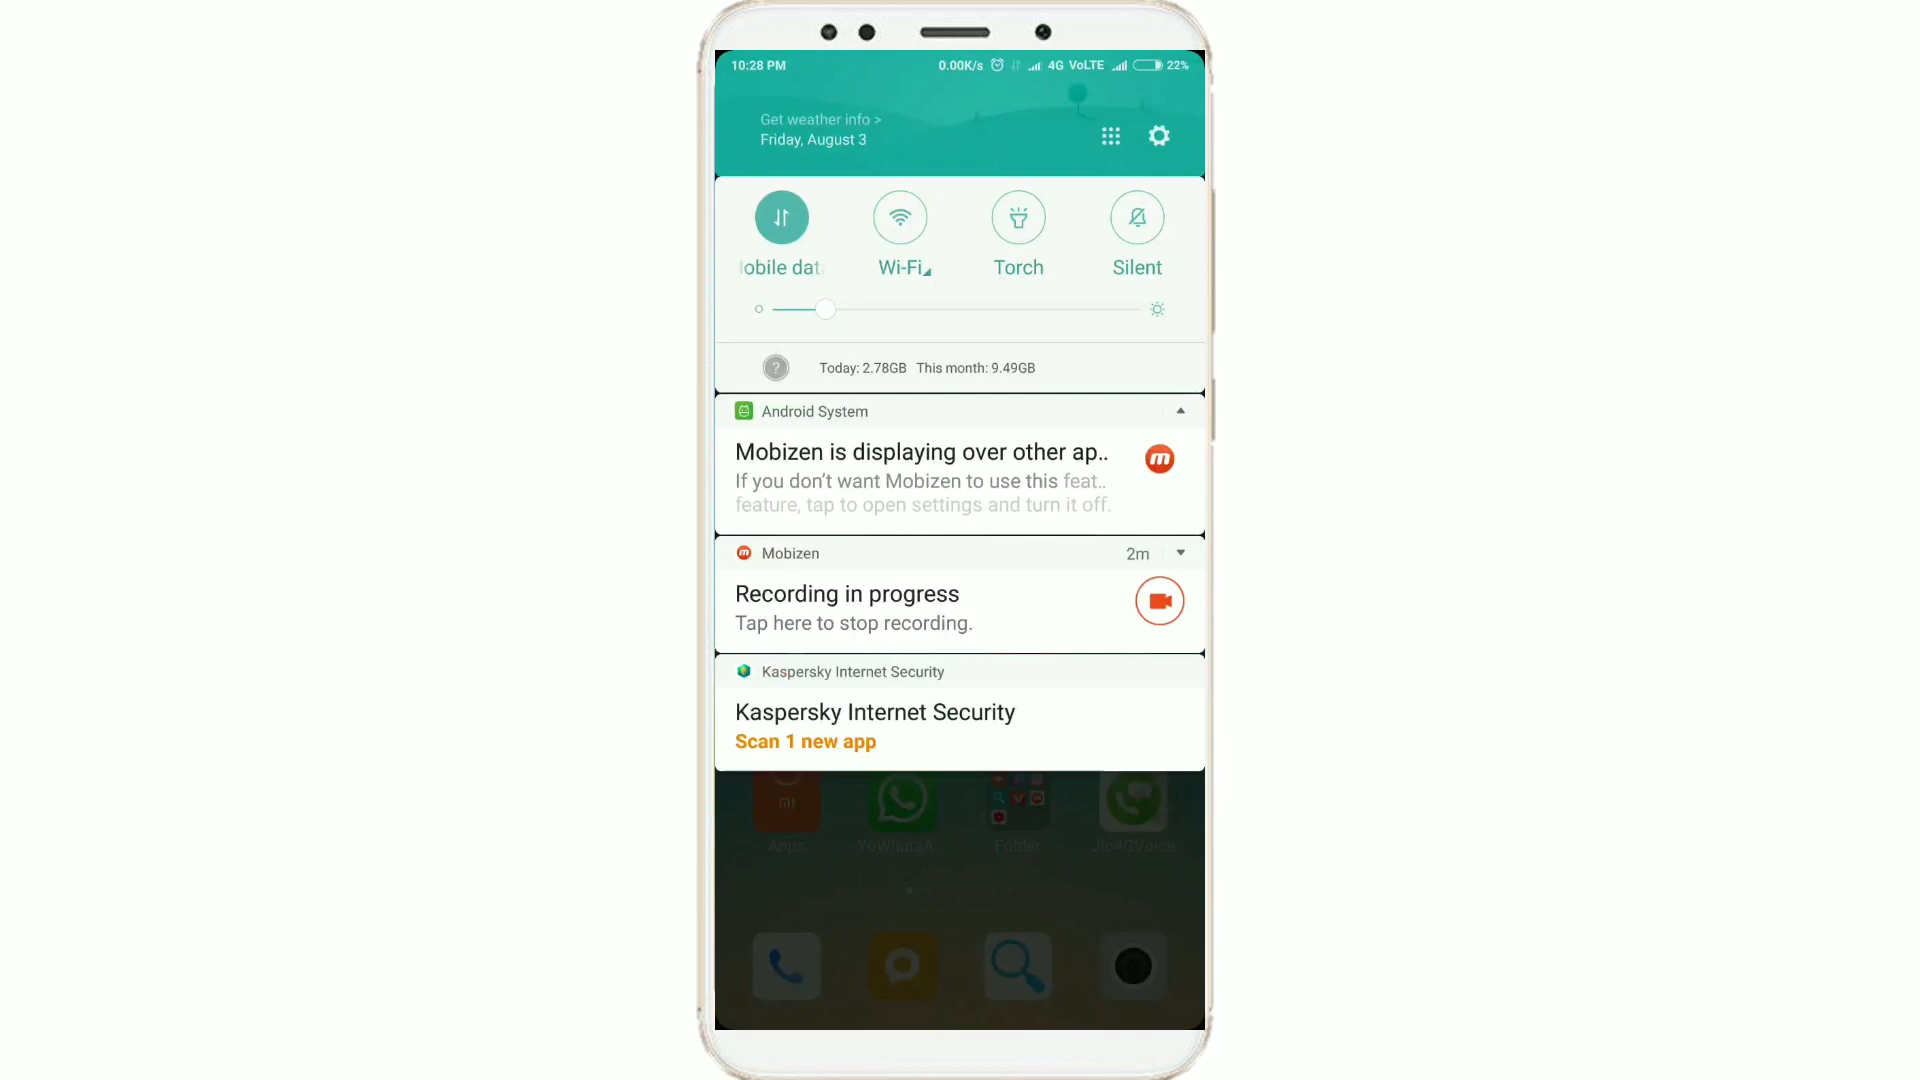 10:28 PM
0.00K/s 4G VoLTE 22%
Get weather info >
Friday, August 3
obile dat
Wi-Fi
Torch
Silent
?
Today: 2.78GB This month: 9.49GB
Android System
Mobizen is displaying over other ap..
If you don’t want Mobizen to use this feat..
feature, tap to open settings and turn it off.
m
Mobizen
2m
Recording in progress
Tap here to stop recording.
Kaspersky Internet Security
Kaspersky Internet Security
Scan 1 new app
MI
Apps
YoWhatsA
Folder
Jio4GVoice